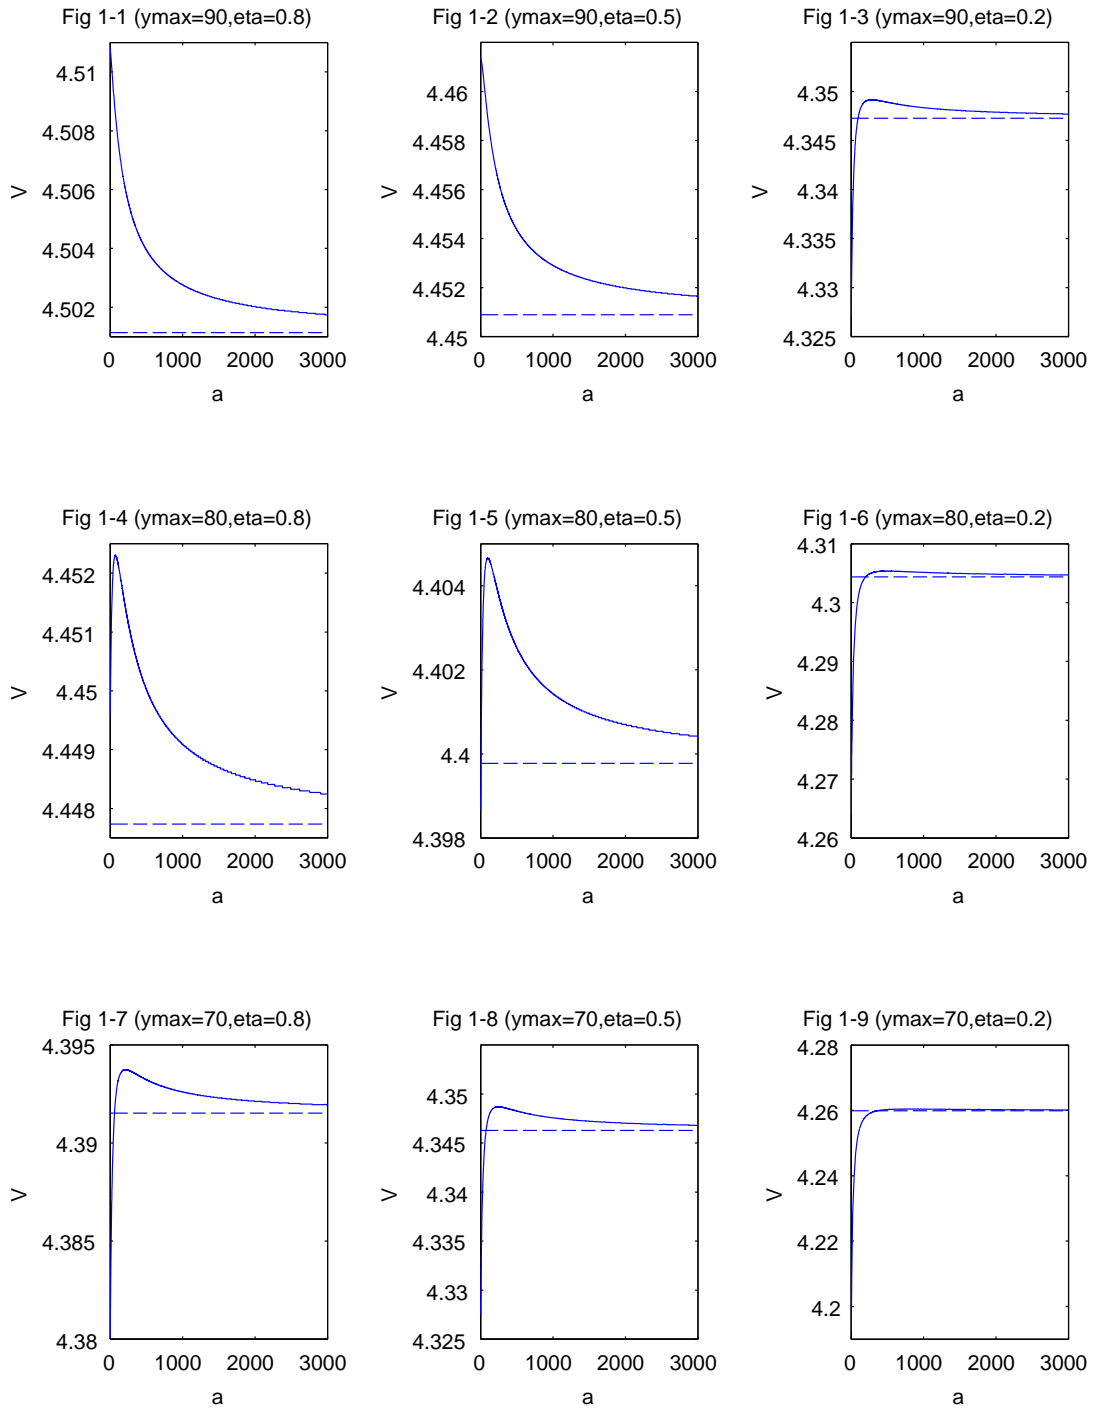 Fig 1-1 (ymax=90,eta=0.8)
4.51
4.508
4.506
4.504
4.502
V
0 1000 2000 3000
a
Fig 1-2 (ymax=90,eta=0.5)
4.46
4.458
4.456
4.454
4.452
4.45
V
0 1000 2000 3000
a
Fig 1-3 (ymax=90,eta=0.2)
4.35
4.345
4.34
4.335
4.33
4.325
V
0 1000 2000 3000
a
Fig 1-4 (ymax=80,eta=0.8)
4.452
4.451
4.45
4.449
4.448
V
0 1000 2000 3000
a
Fig 1-5 (ymax=80,eta=0.5)
4.404
4.402
4.4
4.398
V
0 1000 2000 3000
a
Fig 1-6 (ymax=80,eta=0.2)
4.31
4.3
4.29
4.28
4.27
4.26
V
0 1000 2000 3000
a
Fig 1-7 (ymax=70,eta=0.8)
4.395
4.39
4.385
4.38
V
0 1000 2000 3000
a
Fig 1-8 (ymax=70,eta=0.5)
4.35
4.345
4.34
4.335
4.33
4.325
V
0 1000 2000 3000
a
Fig 1-9 (ymax=70,eta=0.2)
4.28
4.26
4.24
4.22
4.2
V
0 1000 2000 3000
a